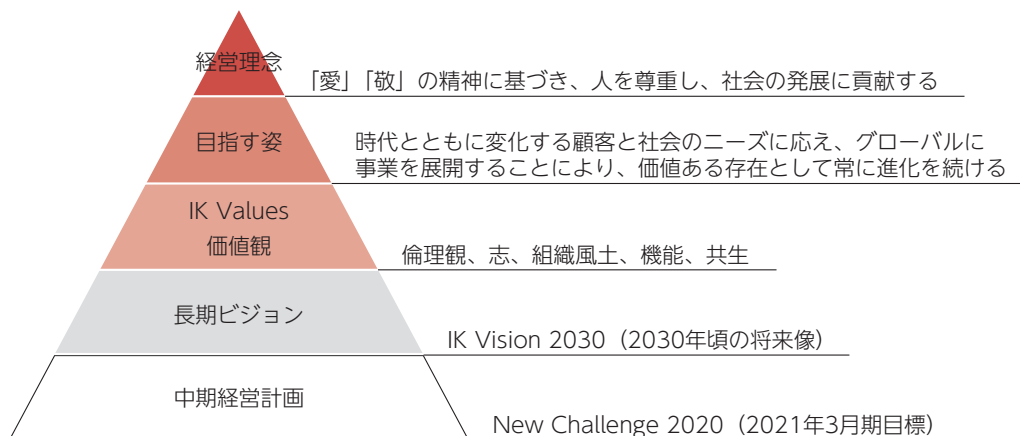 経営理念
「愛」「敬」の精神に基づき、人を尊重し、社会の発展に貢献する
目指す姿
時代とともに変化する顧客と社会のニーズに応え、グローバルに
事業を展開することにより、価値ある存在として常に進化を続ける
IK Values
価値観
倫理観、志、組織風土、機能、共生
長期ビジョン
IK Vision 2030（2030年頃の将来像）
中期経営計画
New Challenge 2020（2021年3月期目標）